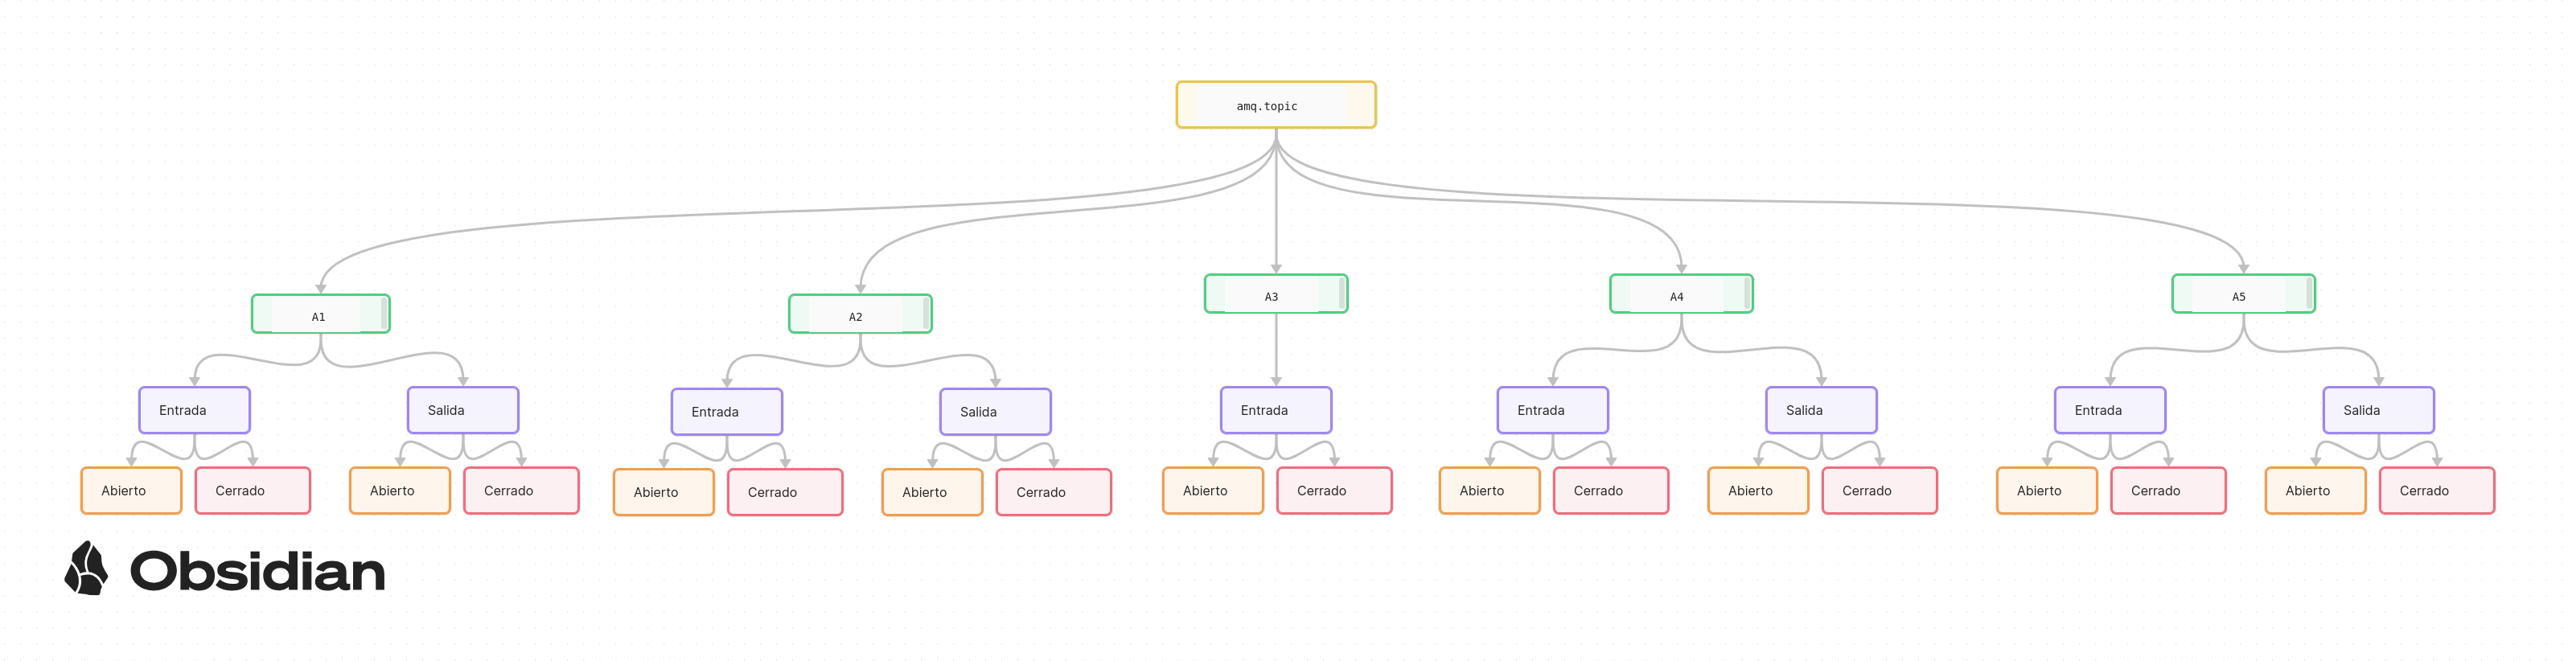 amq.topic
A1
A2
A3
A4
A5
Entrada
Salida
Entrada
Salida
Entrada
Entrada
Salida
Entrada
Salida
Abierto
Cerrado
Abierto
Cerrado
Abierto
Cerrado
Abierto
Cerrado
Abierto
Cerrado
Abierto
Cerrado
Abierto
Cerrado
Abierto
Cerrado
Abierto
Cerrado
Obsidian